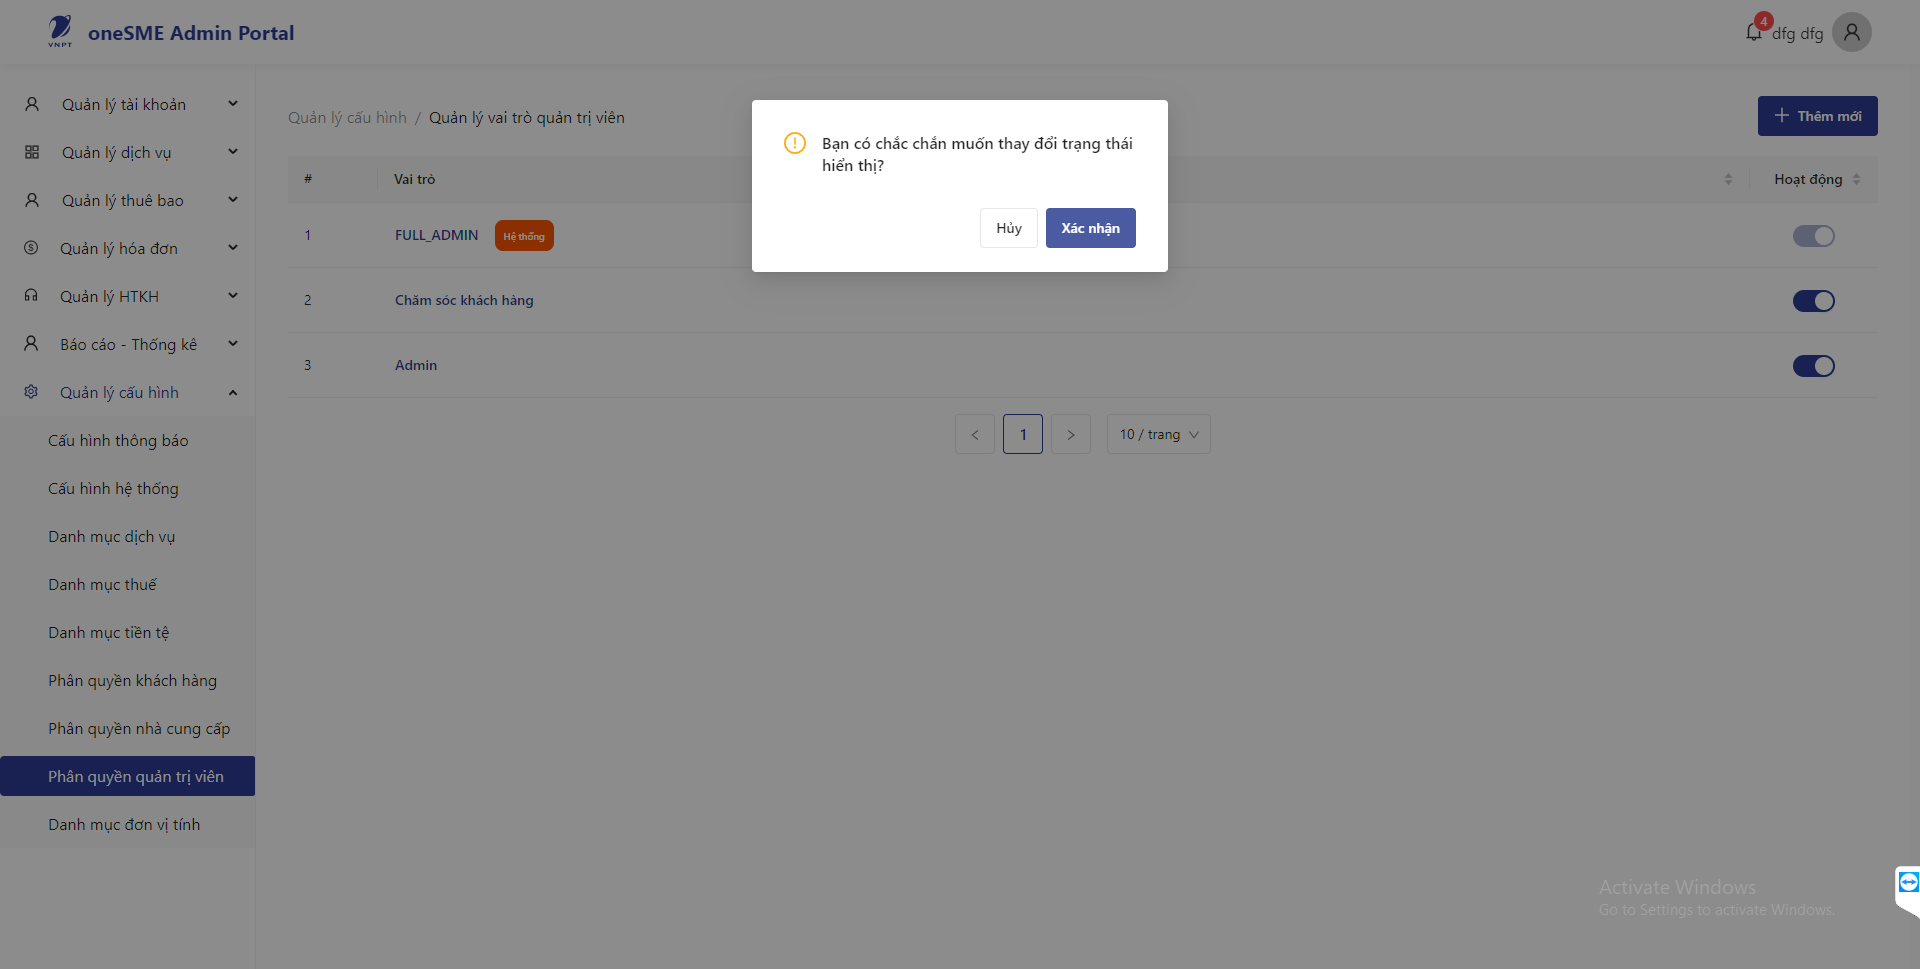 VNPT
oneSME Admin Portal
4
dfg dfg
Quản lý tài khoản
Quản lý dịch vụ
Quản lý thuê bao
Quản lý hóa đơn
Quản lý HTKH
Báo cáo - Thống kê
Quản lý cấu hình
Cấu hình thông báo
Cấu hình hệ thống
Danh mục dịch vụ
Danh mục thuế
Danh mục tiền tệ
Phân quyền khách hàng
Phân quyền nhà cung cấp
Phân quyền quản trị viên
Danh mục đơn vị tính
Quản lý cấu hình / Quản lý vai trò quản trị viên
Thêm mới
# Vai trò Hoạt động
1 FULL_ADMIN Hệ thống
2 Chăm sóc khách hàng
3 Admin
< 1 > 10 / trang
Bạn có chắc chắn muốn thay đổi trạng thái
hiển thị?
Hủy Xác nhận
Activate Windows
Go to Settings to activate Windows.